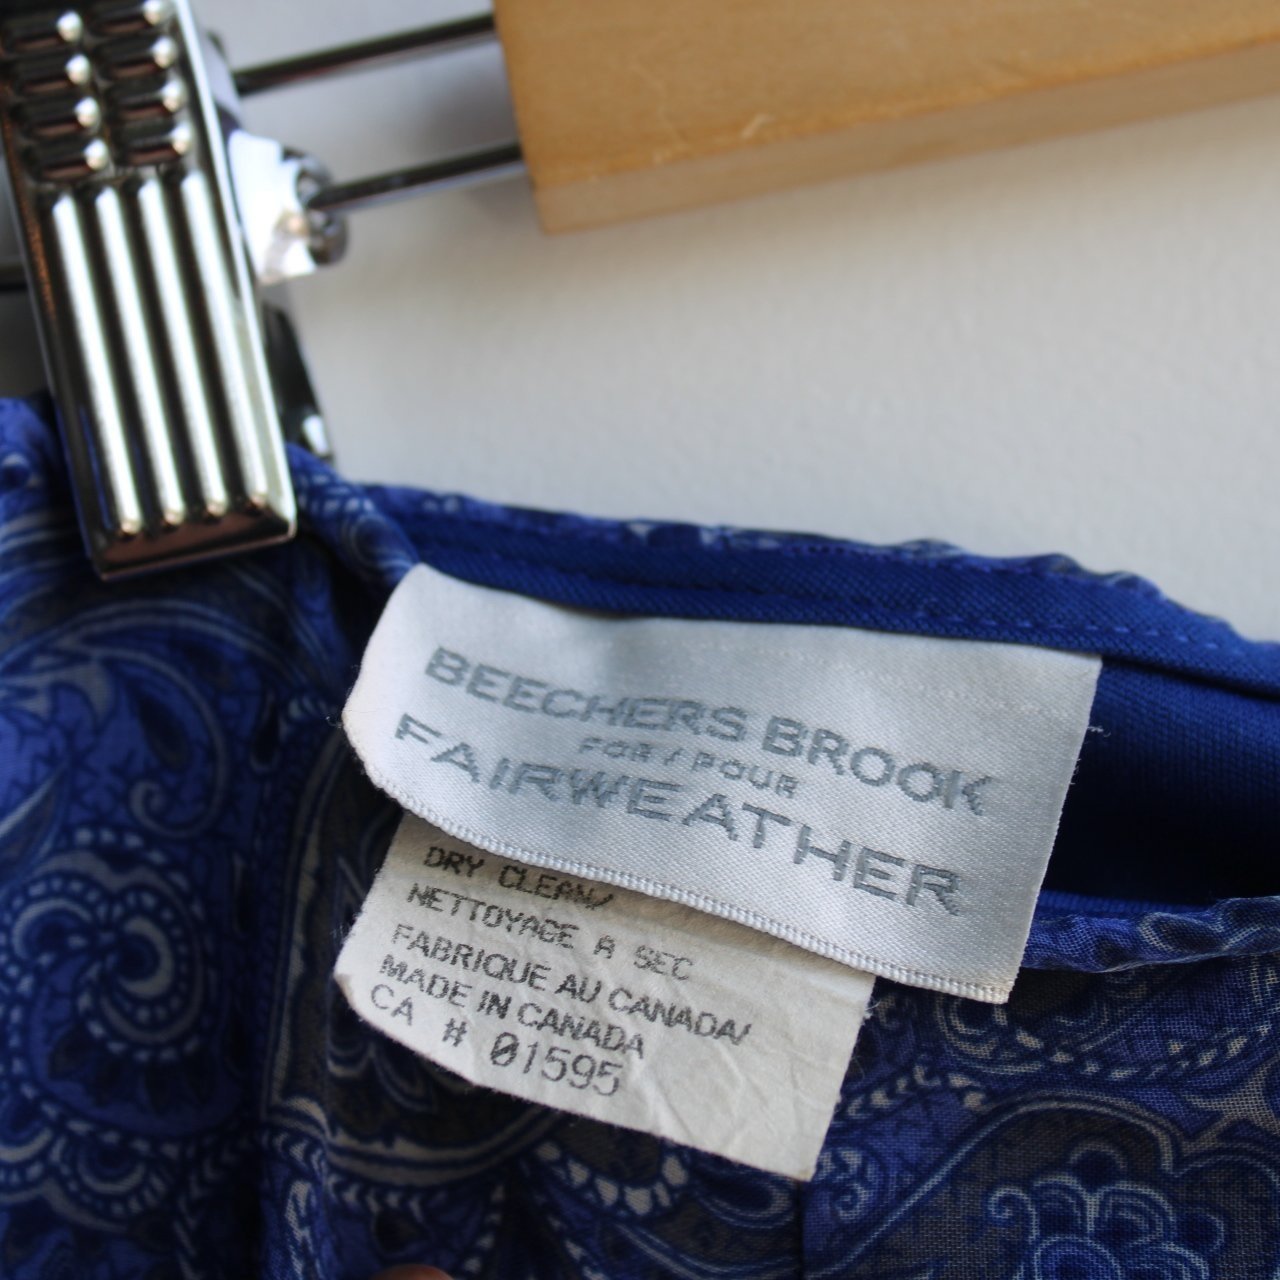 BEECHERS BROOK
FOR / POUR
FAIRWEATHER
DRY CLEAN/
NETTOYAGE A SEC
FABRIQUE AU CANADA/
MADE IN CANADA
CA # 01595